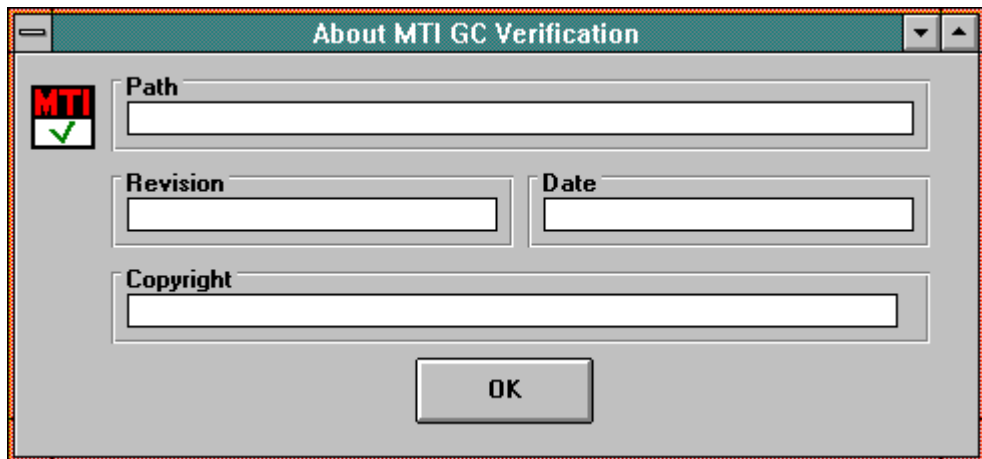 About MTI GC Verification
MTI
Path
Revision
Date
Copyright
OK